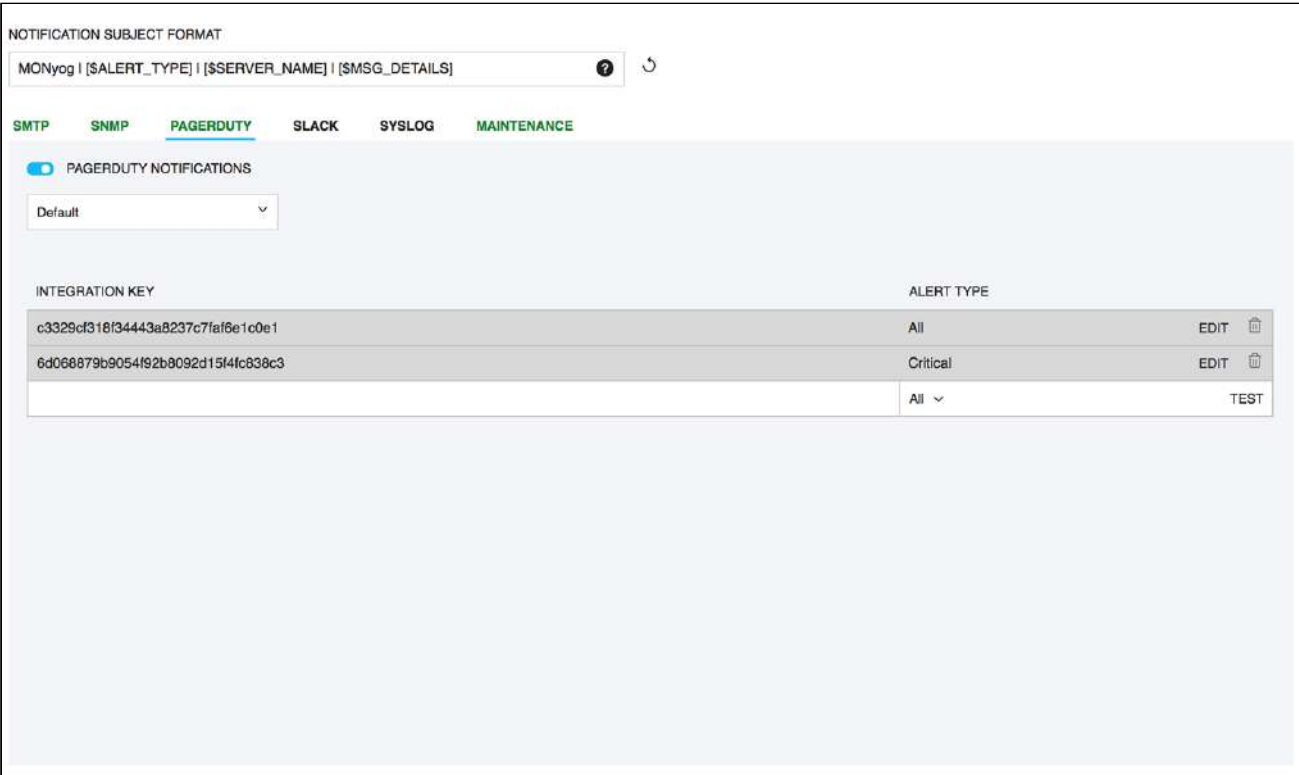 NOTIFICATION SUBJECT FORMAT
MONyog | [$ALERT_TYPE] | [$SERVER_NAME] | [$MSG_DETAILS]
SMTP SNMP PAGERDUTY SLACK SYSLOG MAINTENANCE
PAGERDUTY NOTIFICATIONS
Default
INTEGRATION KEY ALERT TYPE
c3329cf318f34443a8237c7faf6e1c0e1 All EDIT
6d068879b9054f92b8092d15f4fc838c3 Critical EDIT
All TEST